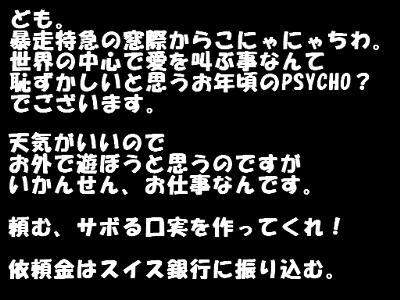 ども。
暴走特急の窓際からこにゃにゃちわ。
世界の中心で愛を叫ぶ事なんて
恥ずかしいと思うお年頃のPSYCHO？
でございます。
天気がいいので
お外で遊ぼうと思うのですが
いかんせん、お仕事なんです。
頼む、サボる口実を作ってくれ！
依頼金はスイス銀行に振り込む。